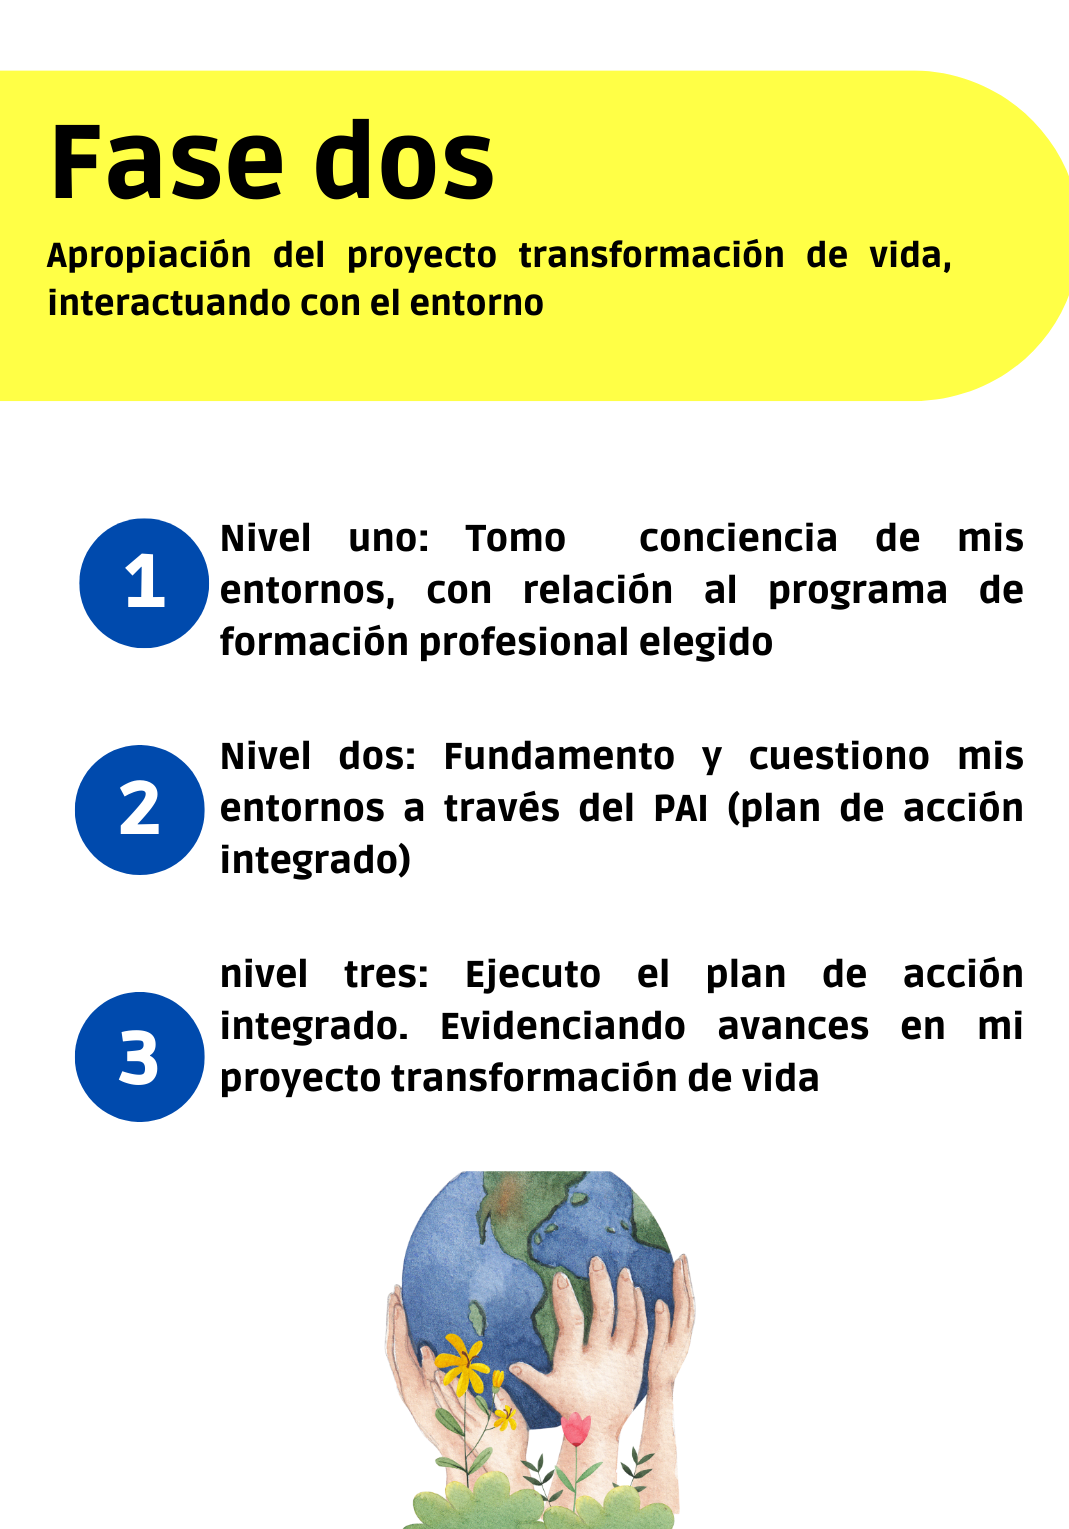 Fase dos
Apropiación del proyecto transformación de vida,
interactuando con el entorno
1
Nivel uno: Tomo conciencia de mis
entornos, con relación al programa de
formación profesional elegido
2
Nivel dos: Fundamento y cuestiono mis
entornos a través del PAI (plan de acción
integrado)
3
nivel tres: Ejecuto el plan de acción
integrado. Evidenciando avances en mi
proyecto transformación de vida